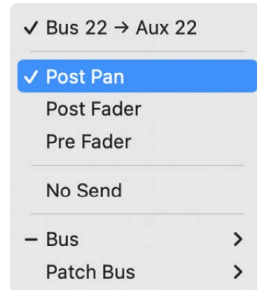 ✓ Bus 22 → Aux 22
✓ Post Pan
Post Fader
Pre Fader
No Send
– Bus >
Patch Bus >